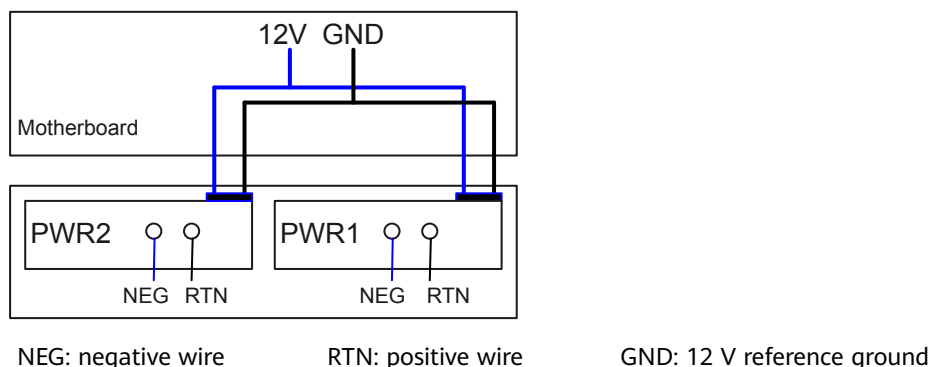 12V GND
Motherboard
PWR2
PWR1
NEG RTN
NEG RTN
NEG: negative wire RTN: positive wire GND: 12 V reference ground